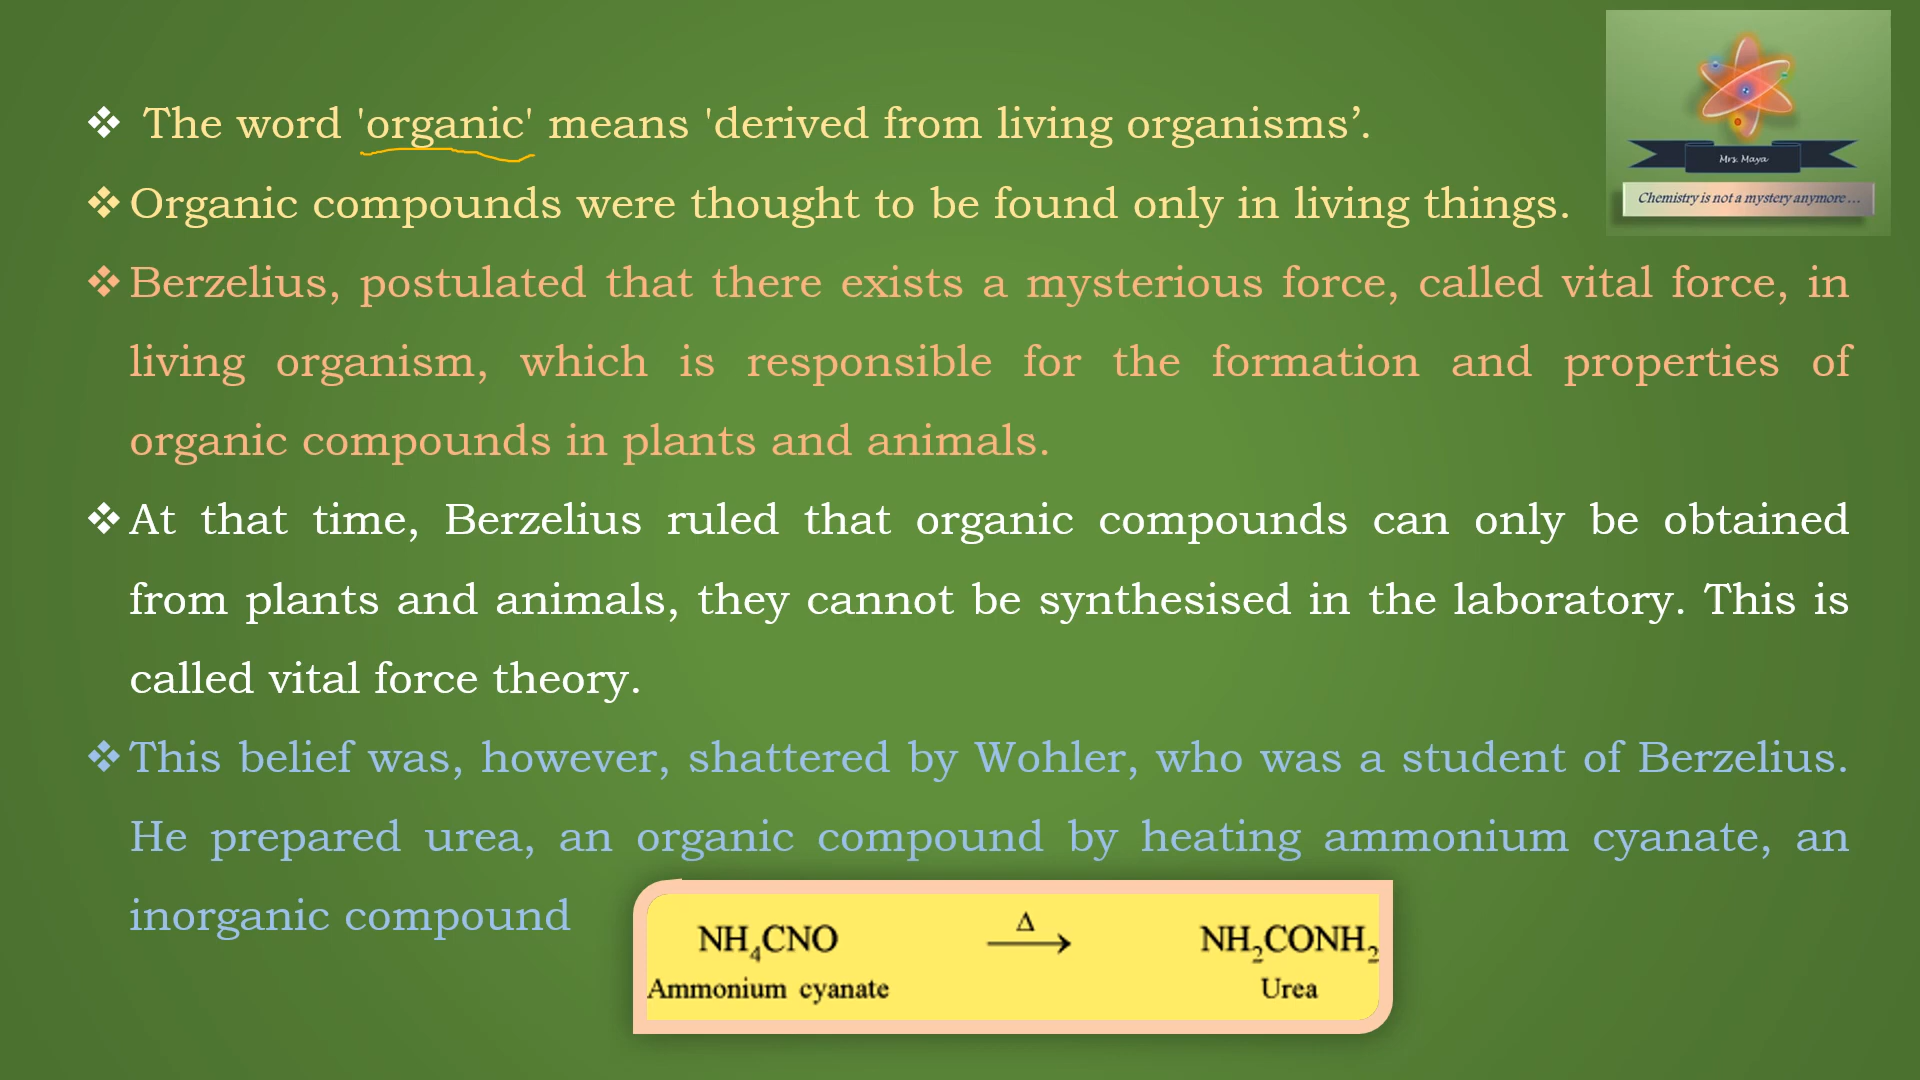 ❖ The word 'organic' means 'derived from living organisms’.
❖ Organic compounds were thought to be found only in living things.
❖ Berzelius, postulated that there exists a mysterious force, called vital force, in
living organism, which is responsible for the formation and properties of
organic compounds in plants and animals.
❖ At that time, Berzelius ruled that organic compounds can only be obtained
from plants and animals, they cannot be synthesised in the laboratory. This is
called vital force theory.
❖ This belief was, however, shattered by Wohler, who was a student of Berzelius.
He prepared urea, an organic compound by heating ammonium cyanate, an
inorganic compound
NH₄CNO Δ ⟶ NH₂CONH₂
Ammonium cyanate Urea
Mrs. Maya
Chemistry is not a mystery anymore ...